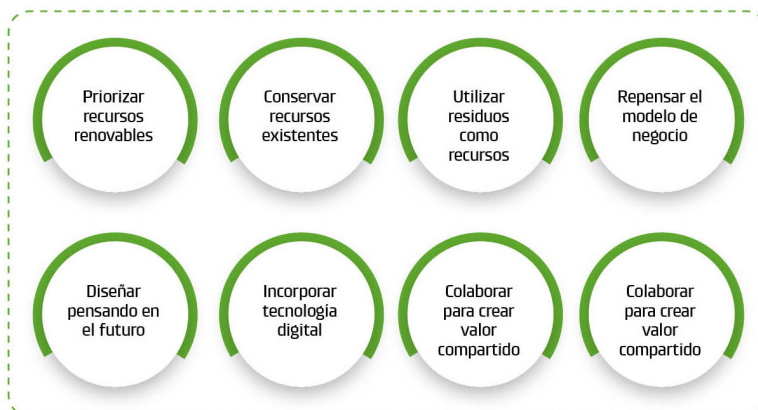 Priorizar
recursos
renovables
Conservar
recursos
existentes
Utilizar
residuos
como
recursos
Repensar el
modelo de
negocio
Diseñar
pensando en
el futuro
Incorporar
tecnología
digital
Colaborar
para crear
valor
compartido
Colaborar
para crear
valor
compartido